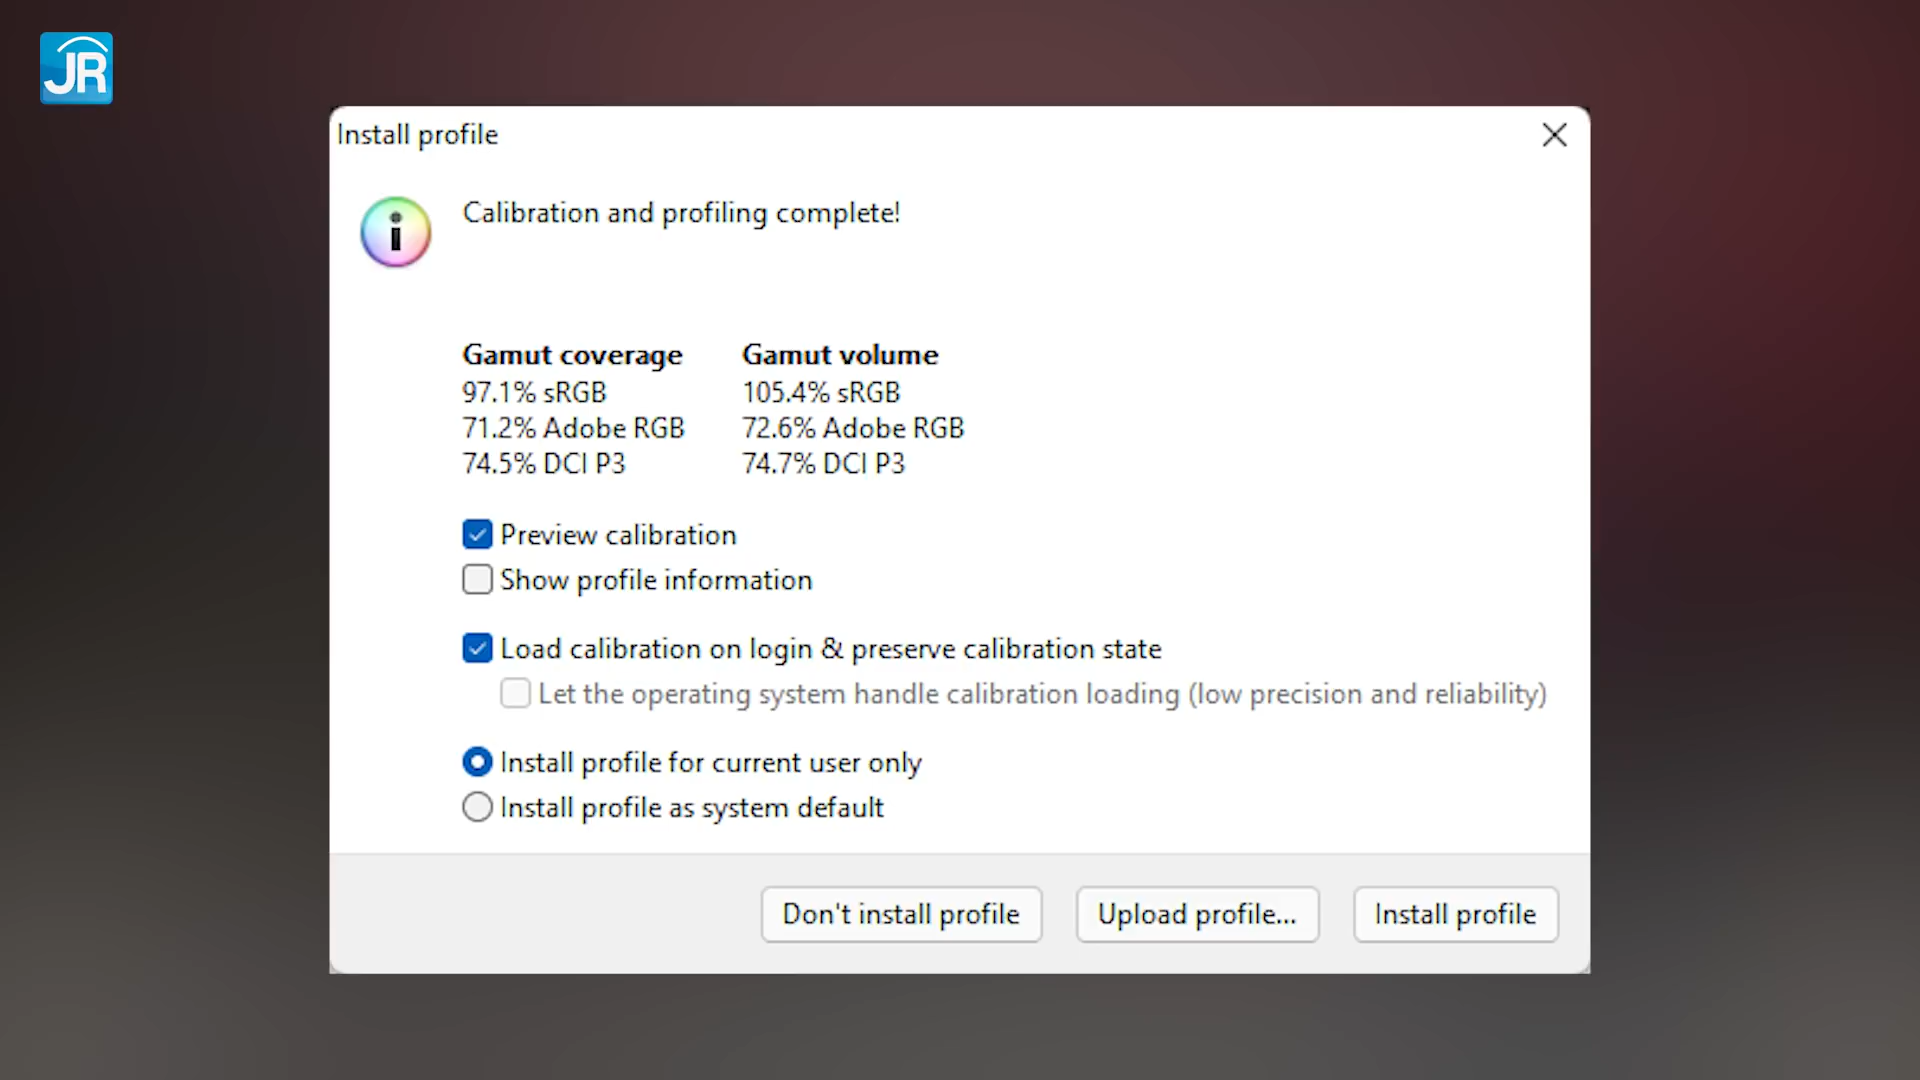 JR
Install profile
Calibration and profiling complete!
Gamut coverage Gamut volume
97.1% sRGB 105.4% sRGB
71.2% Adobe RGB 72.6% Adobe RGB
74.5% DCI P3 74.7% DCI P3
Preview calibration
Show profile information
Load calibration on login & preserve calibration state
Let the operating system handle calibration loading (low precision and reliability)
Install profile for current user only
Install profile as system default
Don't install profile Upload profile... Install profile